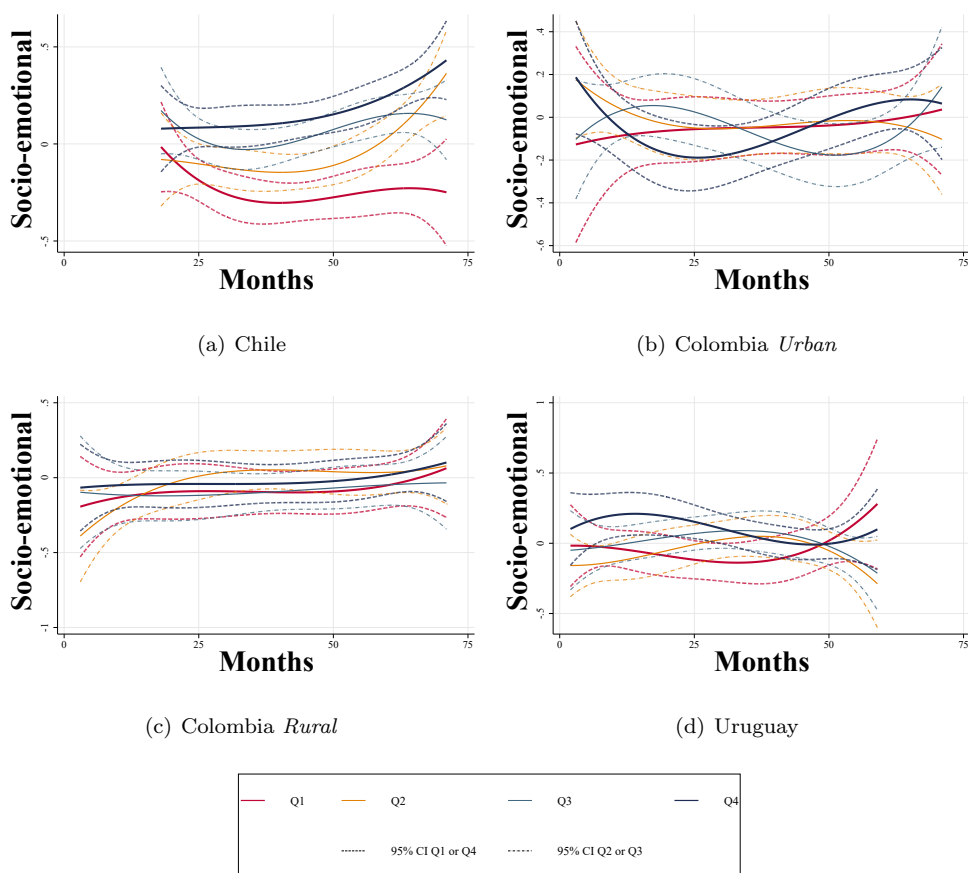 Socio-emotional
.5
0
-.5
0
25
50
75
Months
(a) Chile
Socio-emotional
.4
.2
0
-.2
-.4
-.6
0
25
50
75
Months
(b) Colombia Urban
Socio-emotional
.5
0
-.5
-1
0
25
50
75
Months
(c) Colombia Rural
Socio-emotional
1
.5
0
-.5
0
25
50
75
Months
(d) Uruguay
Q1 Q2 Q3 Q4
95% CI Q1 or Q4 95% CI Q2 or Q3